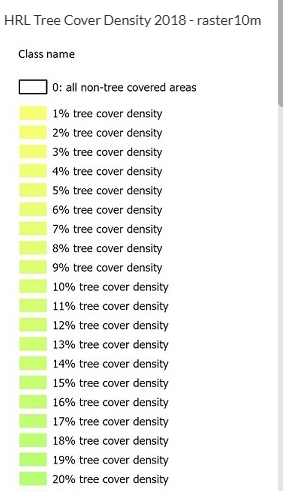 HRL Tree Cover Density 2018 - raster10m
Class name
0: all non-tree covered areas
1% tree cover density
2% tree cover density
3% tree cover density
4% tree cover density
5% tree cover density
6% tree cover density
7% tree cover density
8% tree cover density
9% tree cover density
10% tree cover density
11% tree cover density
12% tree cover density
13% tree cover density
14% tree cover density
15% tree cover density
16% tree cover density
17% tree cover density
18% tree cover density
19% tree cover density
20% tree cover density